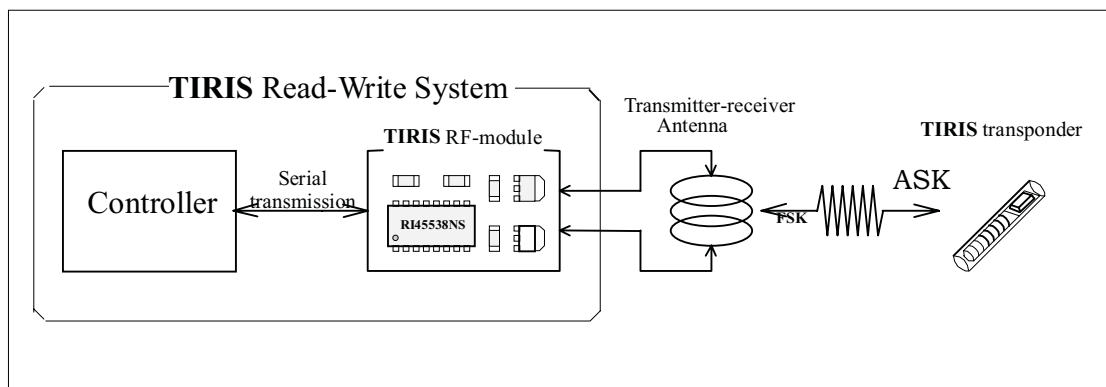 TIRIS Read-Write System
Transmitter-receiver
Antenna
TIRIS transponder
TIRIS RF-module
Controller
Serial
transmission
RI45538NS
FSK
ASK